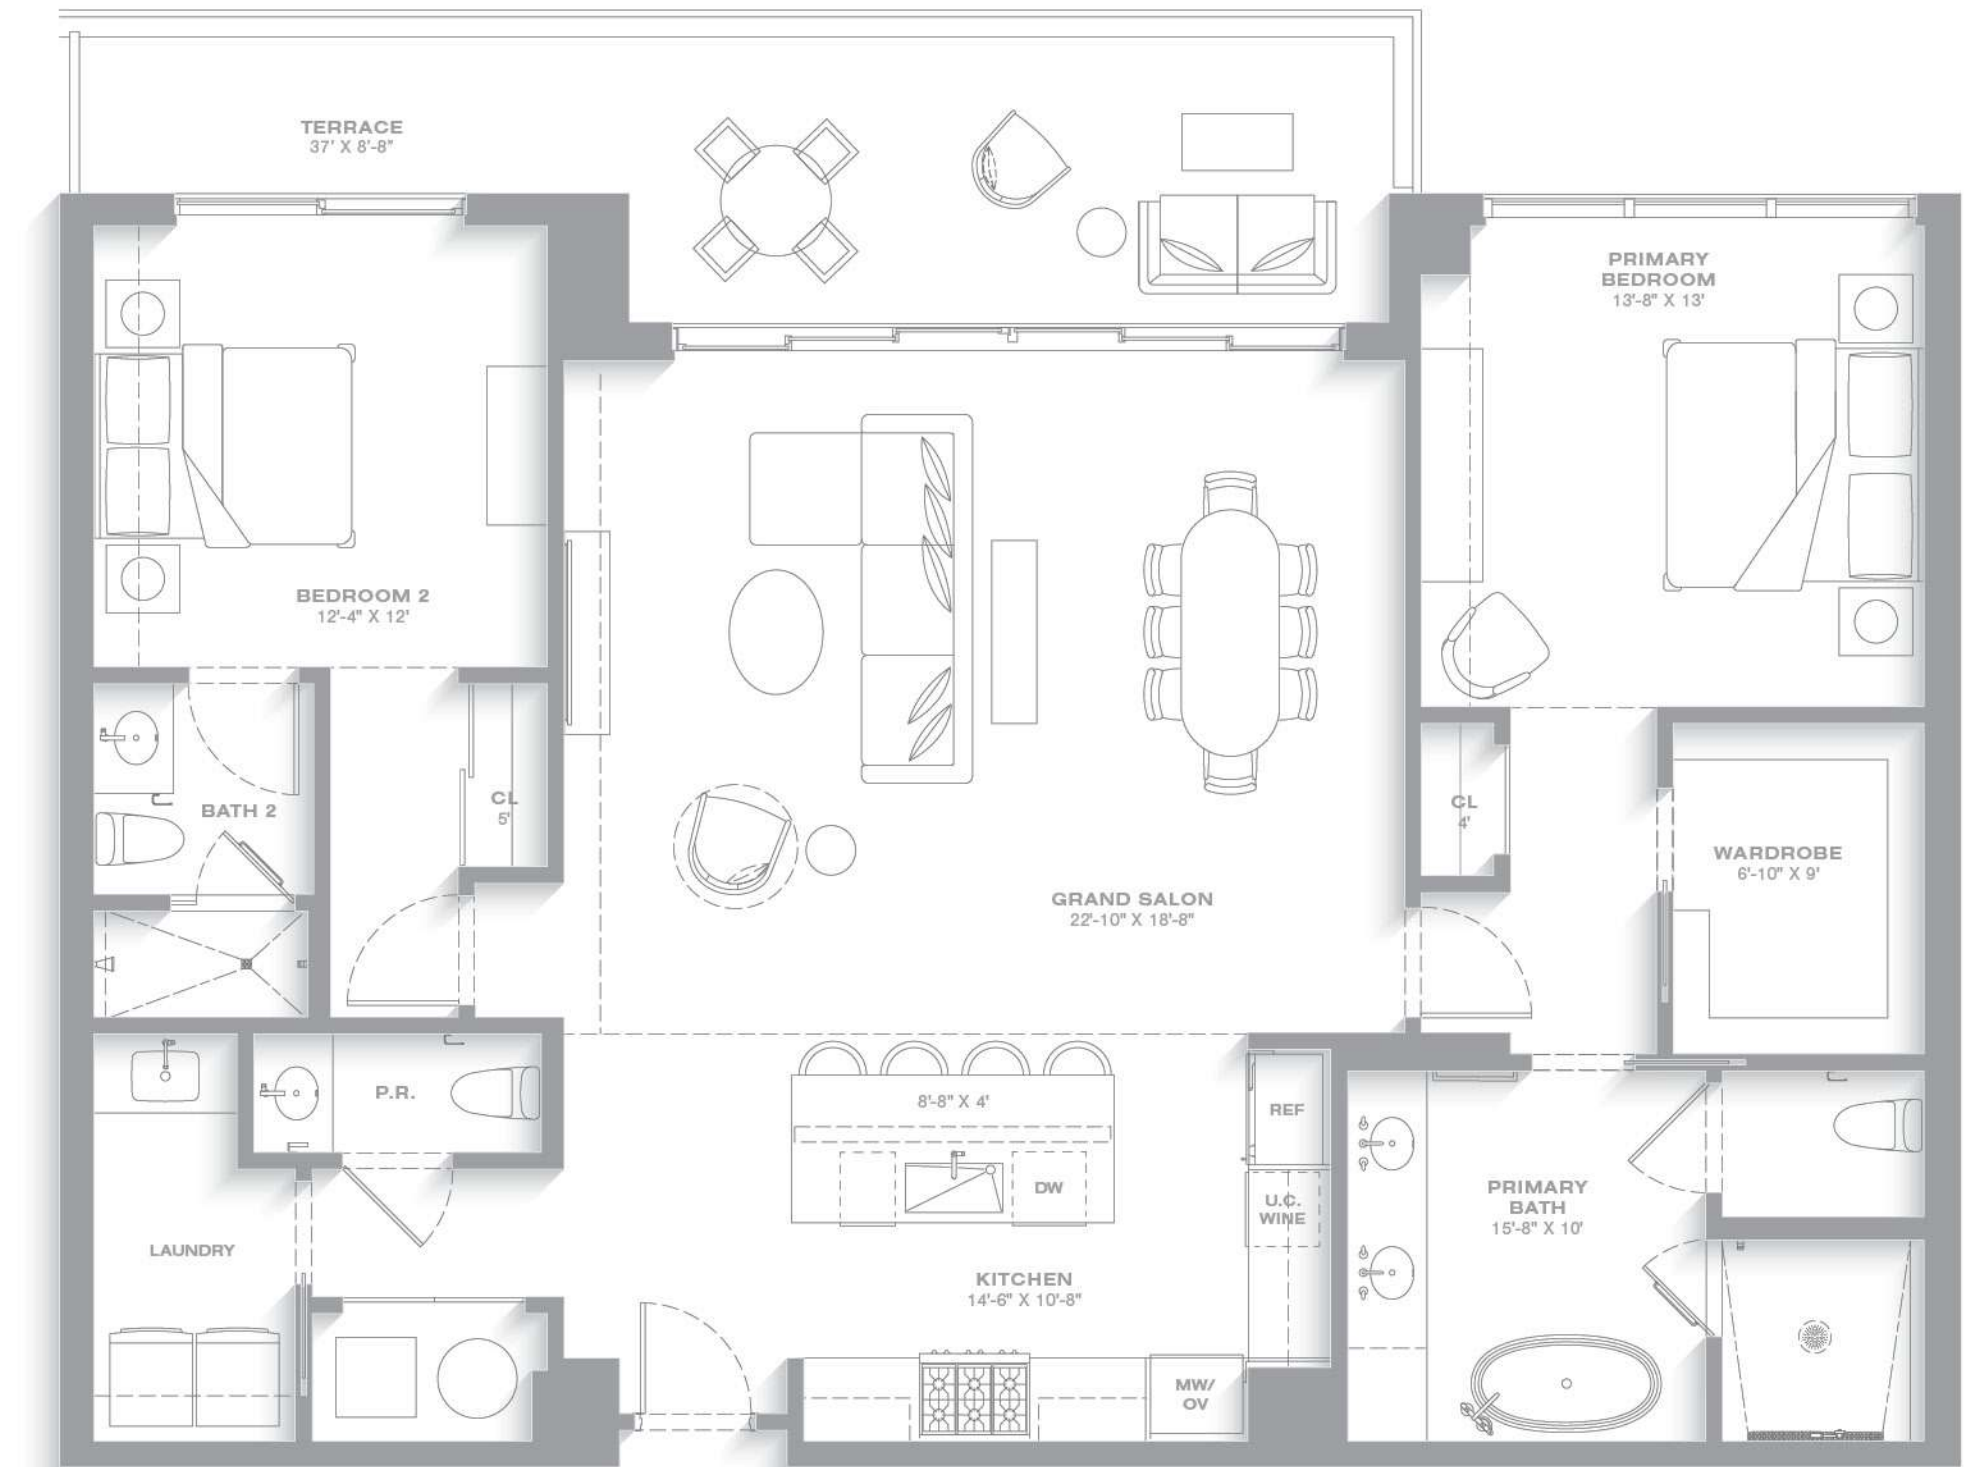 TERRACE
37' X 8'-8"
PRIMARY
BEDROOM
13'-8" X 13'
BEDROOM 2
12'-4" X 12'
BATH 2
CL
5'
CL
4'
WARDROBE
6'-10" X 9'
GRAND SALON
22'-10" X 18'-8"
P.R.
8'-8" X 4'
REF
DW
U.C.
WINE
PRIMARY
BATH
15'-8" X 10'
LAUNDRY
KITCHEN
14'-6" X 10'-8"
MW/
OV